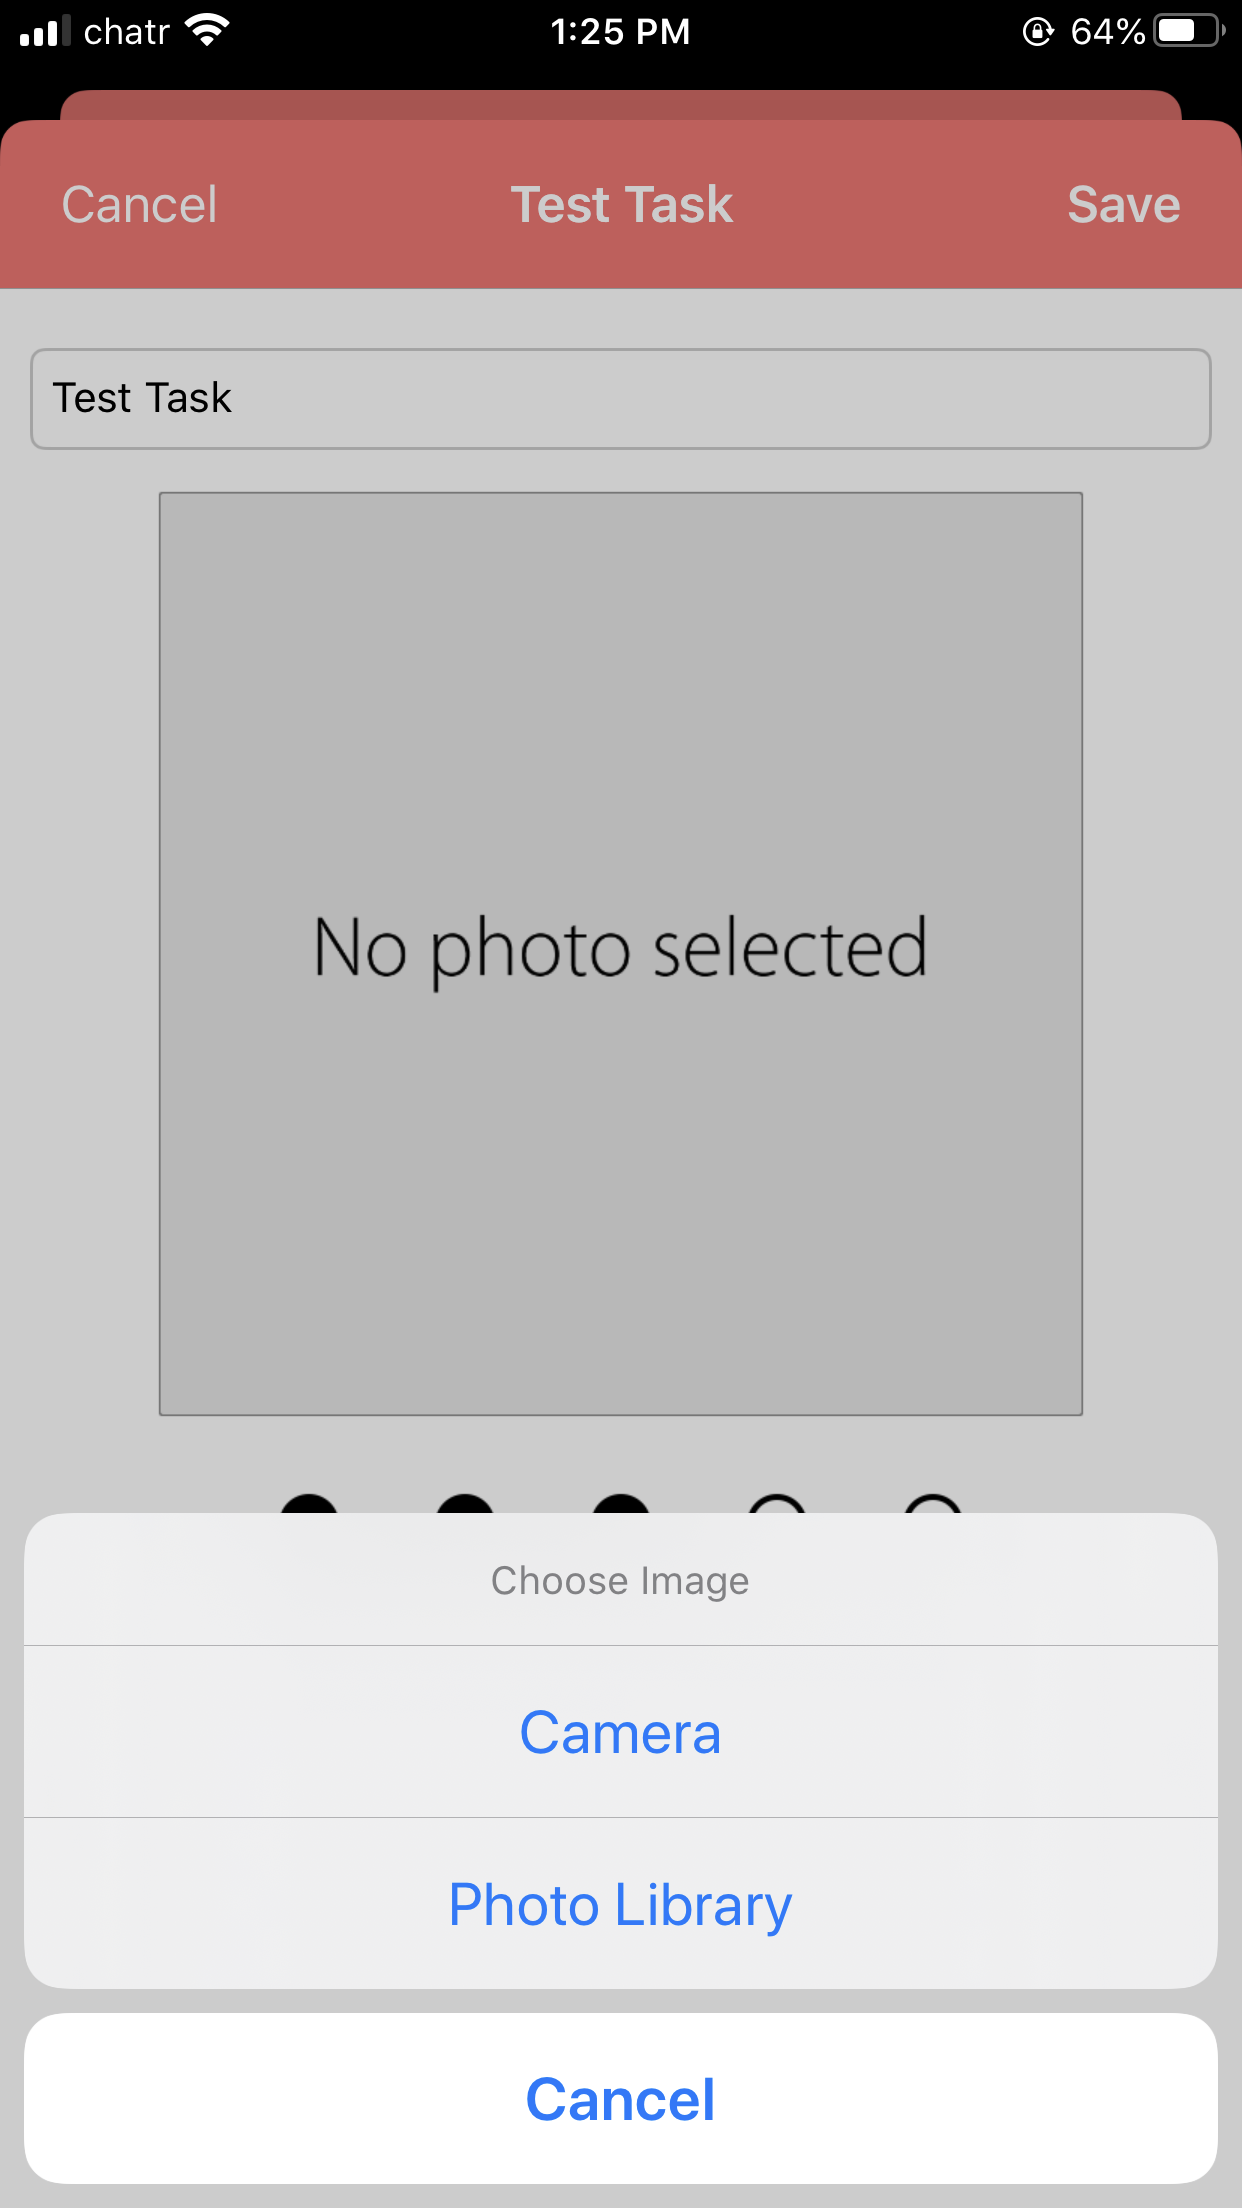 chatr 1:25 PM 64%
Cancel Test Task Save
Test Task
No photo selected
Choose Image
Camera
Photo Library
Cancel